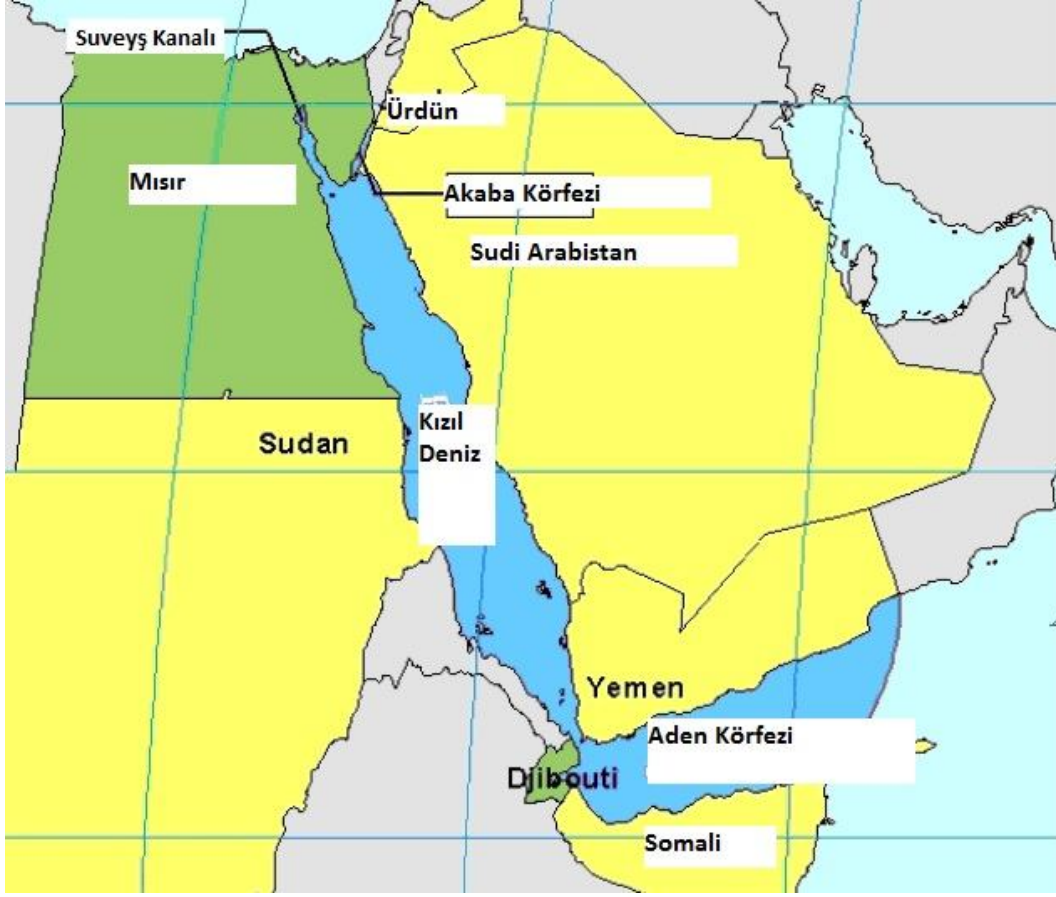 Suveyş Kanalı
Ürdün
Mısır
Akaba Körfezi
Sudi Arabistan
Kızıl
Deniz
Sudan
Yemen
Aden Körfezi
Djibouti
Somali